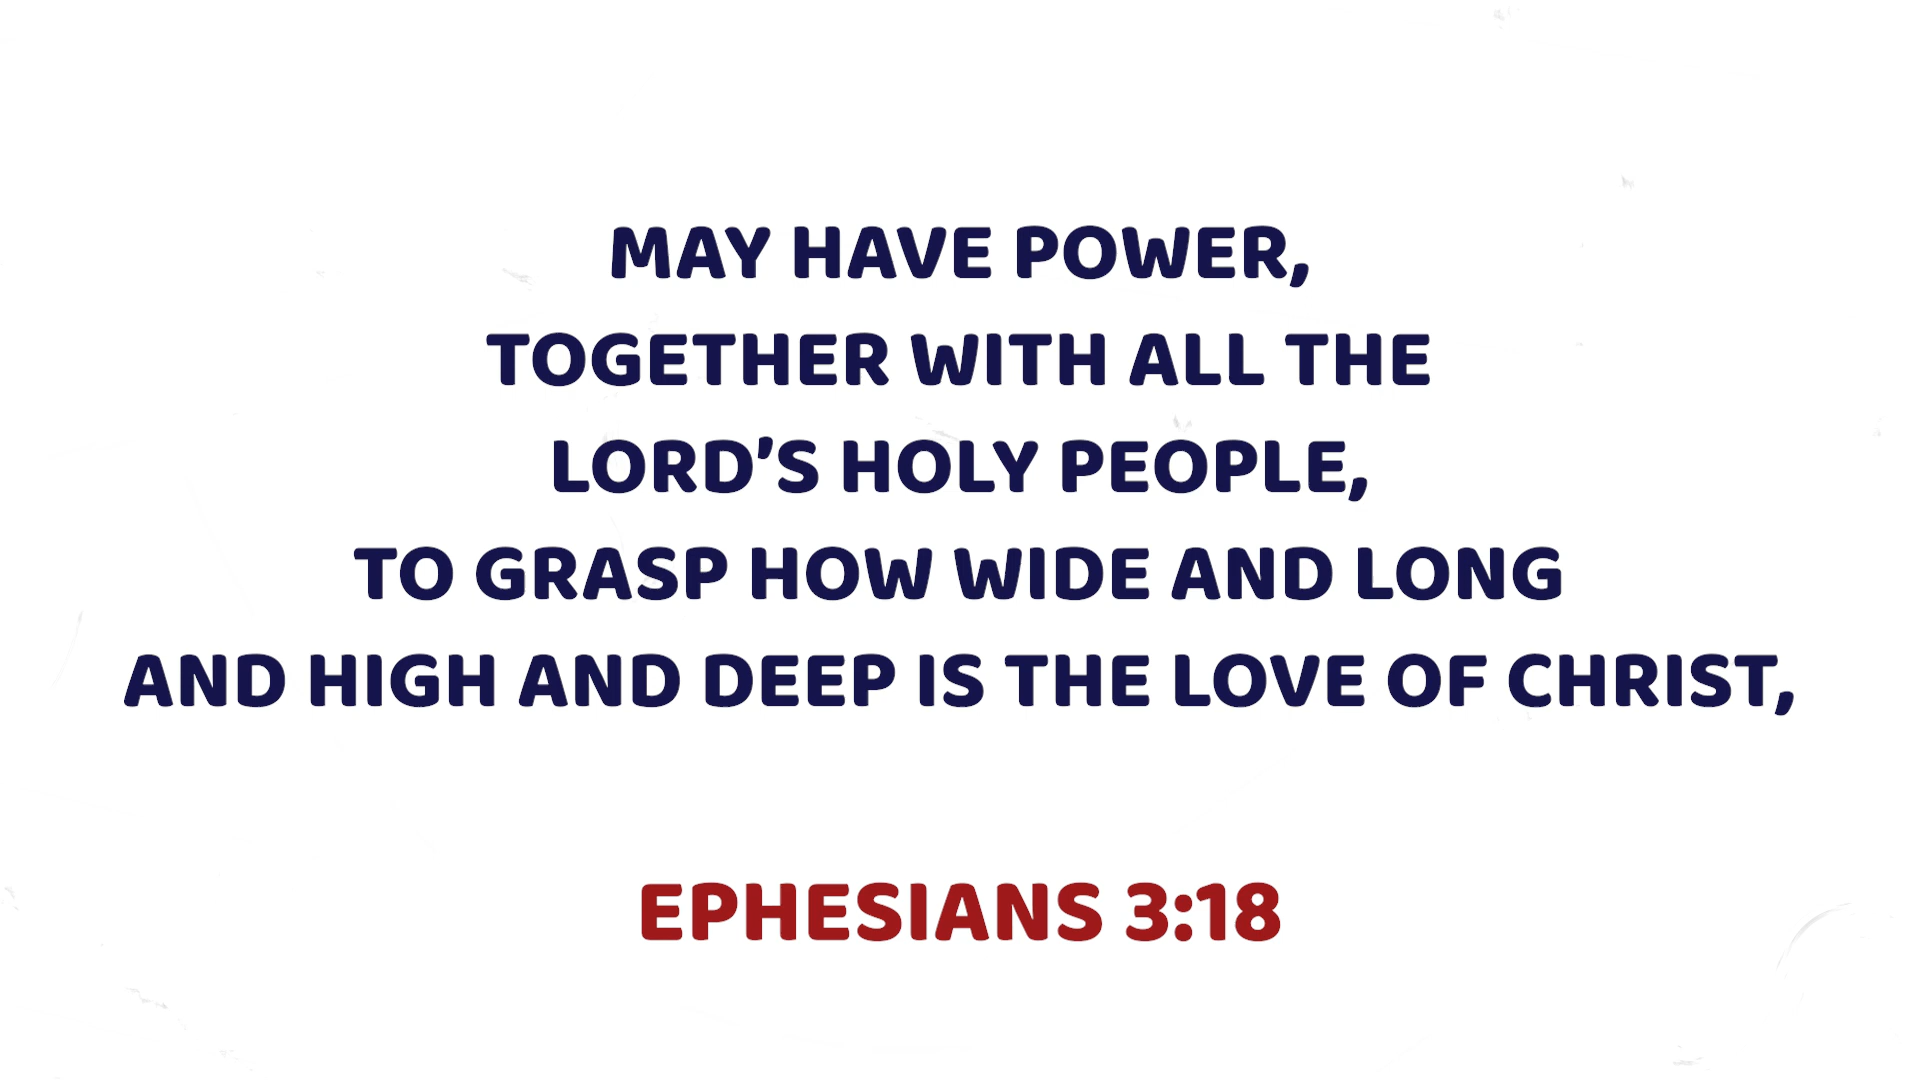 MAY HAVE POWER,
TOGETHER WITH ALL THE
LORD’S HOLY PEOPLE,
TO GRASP HOW WIDE AND LONG
AND HIGH AND DEEP IS THE LOVE OF CHRIST,
EPHESIANS 3:18